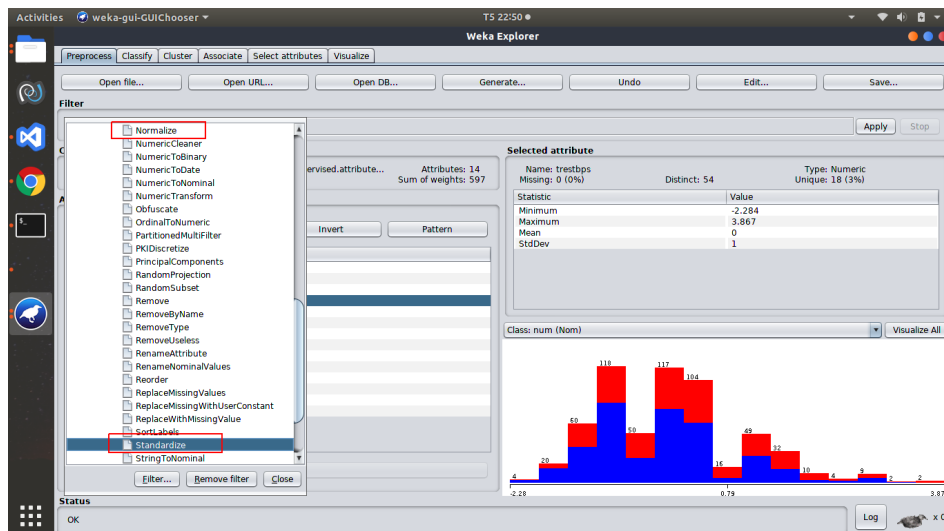 Activities weka-gui-GUIChooser T5 22:50
Weka Explorer
Preprocess Classify Cluster Associate Select attributes Visualize
Open file... Open URL... Open DB... Generate... Undo Edit... Save...
Filter
Apply Stop
Normalize
NumericCleaner
NumericToBinary
NumericToDate
NumericToNominal
NumericTransform
Obfuscate
OrdinalToNumeric
PartitionedMultiFilter
PKIDiscretize
PrincipalComponents
RandomProjection
RandomSubset
Remove
RemoveByName
RemoveType
RemoveUseless
RenameAttribute
RenameNominalValues
Reorder
ReplaceMissingValues
ReplaceMissingWithUserConstant
ReplaceWithMissingValue
SortLabels
Standardize
StringToNominal
Filter... Remove filter Close
ervised.attribute... Attributes: 14
Sum of weights: 597
Invert Pattern
Selected attribute
Name: trestbps Type: Numeric
Missing: 0 (0%) Distinct: 54 Unique: 18 (3%)
Statistic Value
Minimum -2.284
Maximum 3.867
Mean 0
StdDev 1
Class: num (Nom) Visualize All
4 20 60 118 50 117 104 16 49 32 10 4 9 2 2
-2.28 0.79 3.87
Status
OK
Log x 0